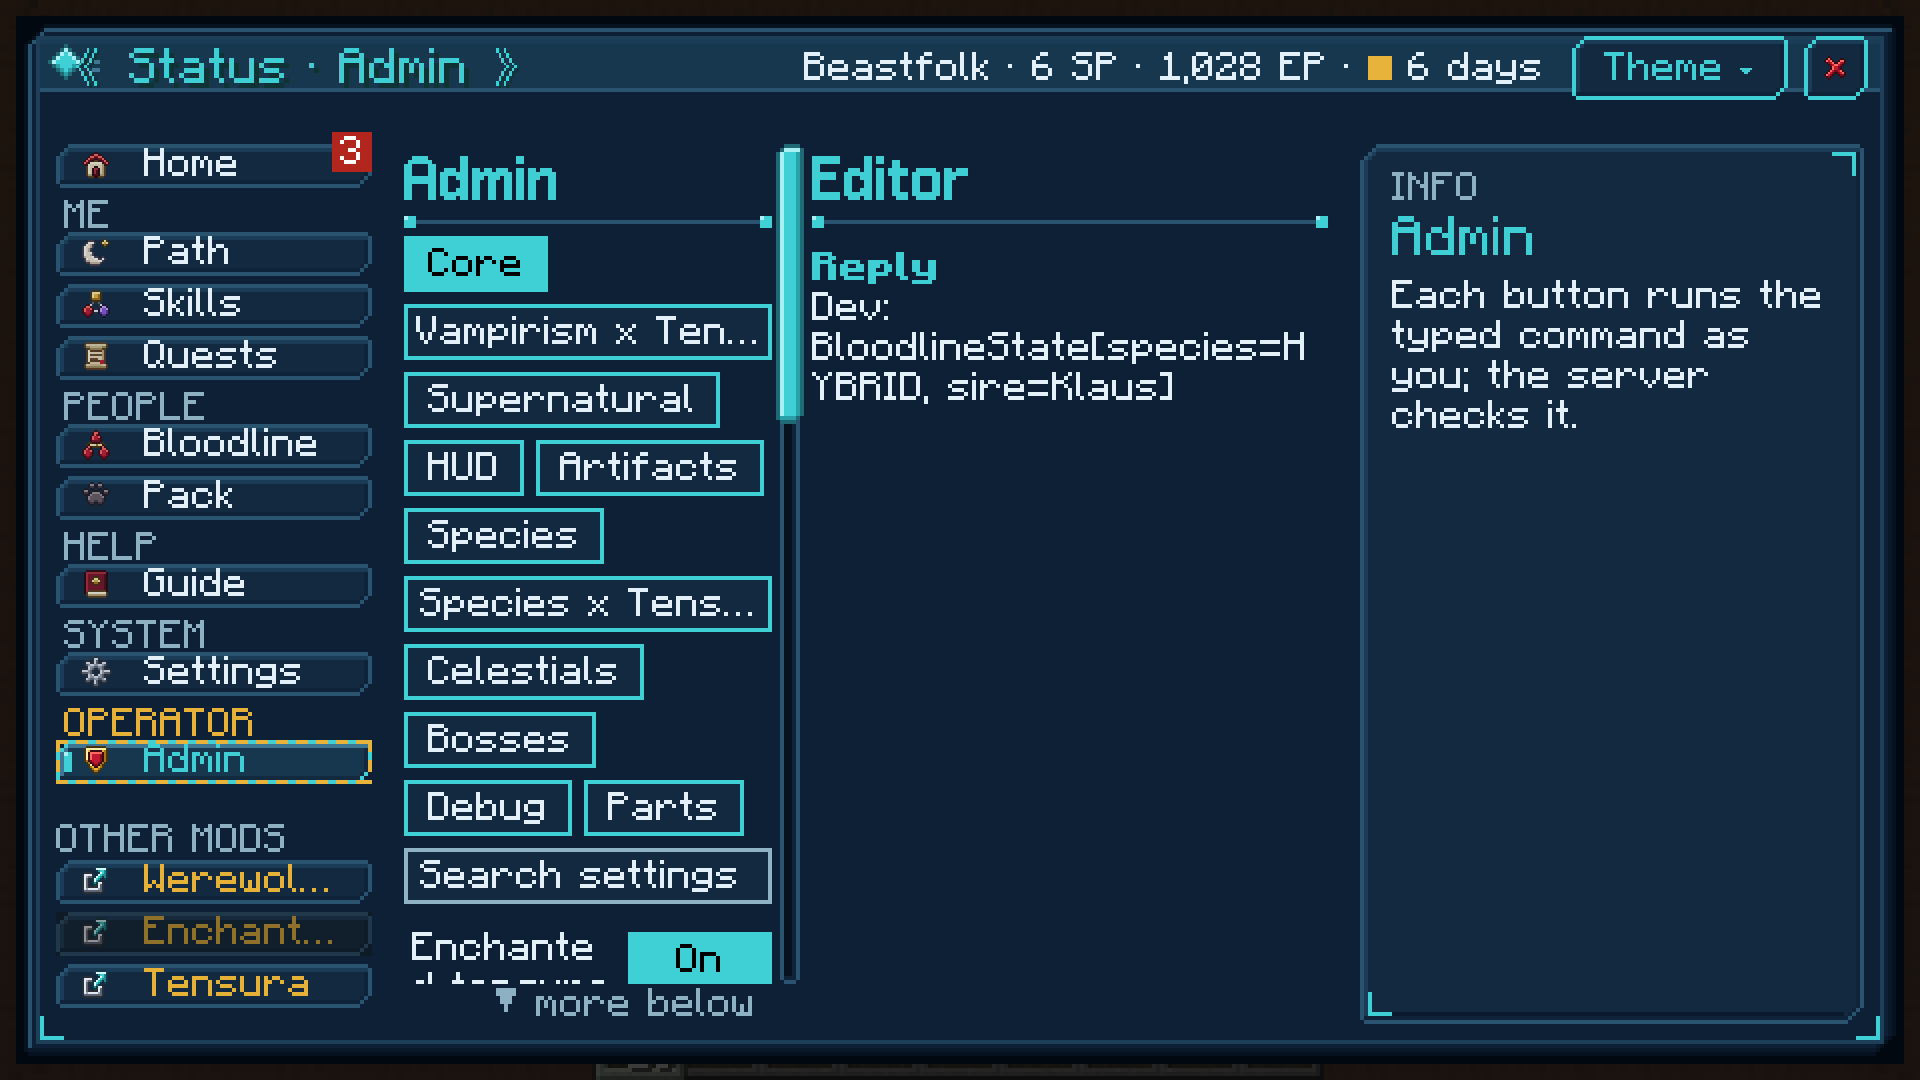 Status · Admin
Beastfolk · 6 SP · 1,028 EP · 6 days
Theme
Home
3
ME
Path
Skills
Quests
PEOPLE
Bloodline
Pack
HELP
Guide
SYSTEM
Settings
OPERATOR
Admin
OTHER MODS
Werewol...
Enchant...
Tensura
Admin
Core
Vampirism x Ten...
Supernatural
HUD
Artifacts
Species
Species x Tens...
Celestials
Bosses
Debug
Parts
Search settings
Enchante
On
more below
Editor
Reply
Dev:
BloodlineState[species=H
YBRID, sire=Klaus]
INFO
Admin
Each button runs the
typed command as
you; the server
checks it.